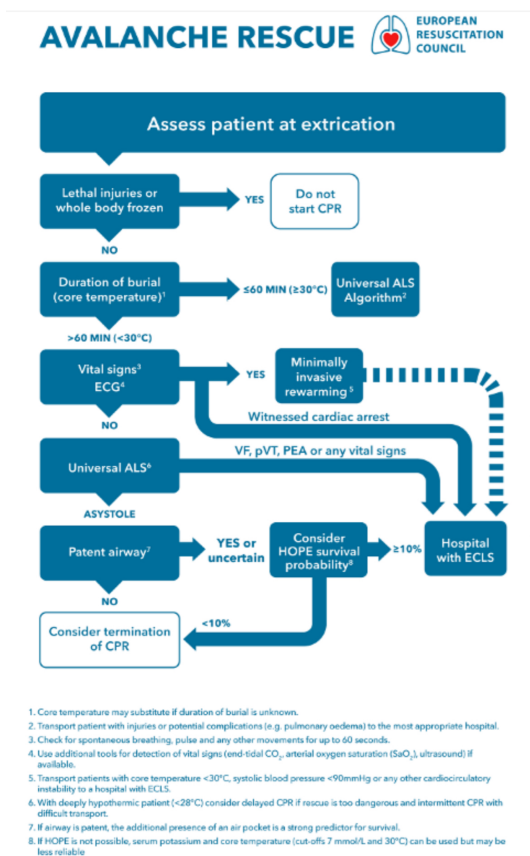 AVALANCHE RESCUE
EUROPEAN
RESUSCITATION
COUNCIL
Assess patient at extrication
Lethal injuries or
whole body frozen
YES
Do not
start CPR
NO
Duration of burial
(core temperature)¹
≤60 MIN (≥30°C)
Universal ALS
Algorithm²
>60 MIN (<30°C)
Vital signs³
ECG⁴
YES
Minimally
invasive
rewarming⁵
Witnessed cardiac arrest
NO
Universal ALS⁶
VF, pVT, PEA or any vital signs
ASYSTOLE
Patent airway⁷
YES or
uncertain
Consider
HOPE survival
probability⁸
≥10%
Hospital
with ECLS
NO
<10%
Consider termination
of CPR
1. Core temperature may substitute if duration of burial is unknown.
2. Transport patient with injuries or potential complications (e.g. pulmonary oedema) to the most appropriate hospital.
3. Check for spontaneous breathing, pulse and any other movements for up to 60 seconds.
4. Use additional tools for detection of vital signs (end-tidal CO₂, arterial oxygen saturation (SaO₂), ultrasound) if
available.
5. Transport patients with core temperature <30°C, systolic blood pressure <90mmHg or any other cardiocirculatory
instability to a hospital with ECLS.
6. With deeply hypothermic patient (<28°C) consider delayed CPR if rescue is too dangerous and intermittent CPR with
difficult transport.
7. If airway is patent, the additional presence of an air pocket is a strong predictor for survival.
8. If HOPE is not possible, serum potassium and core temperature (cut-offs 7 mmol/L and 30°C) can be used but may be
less reliable